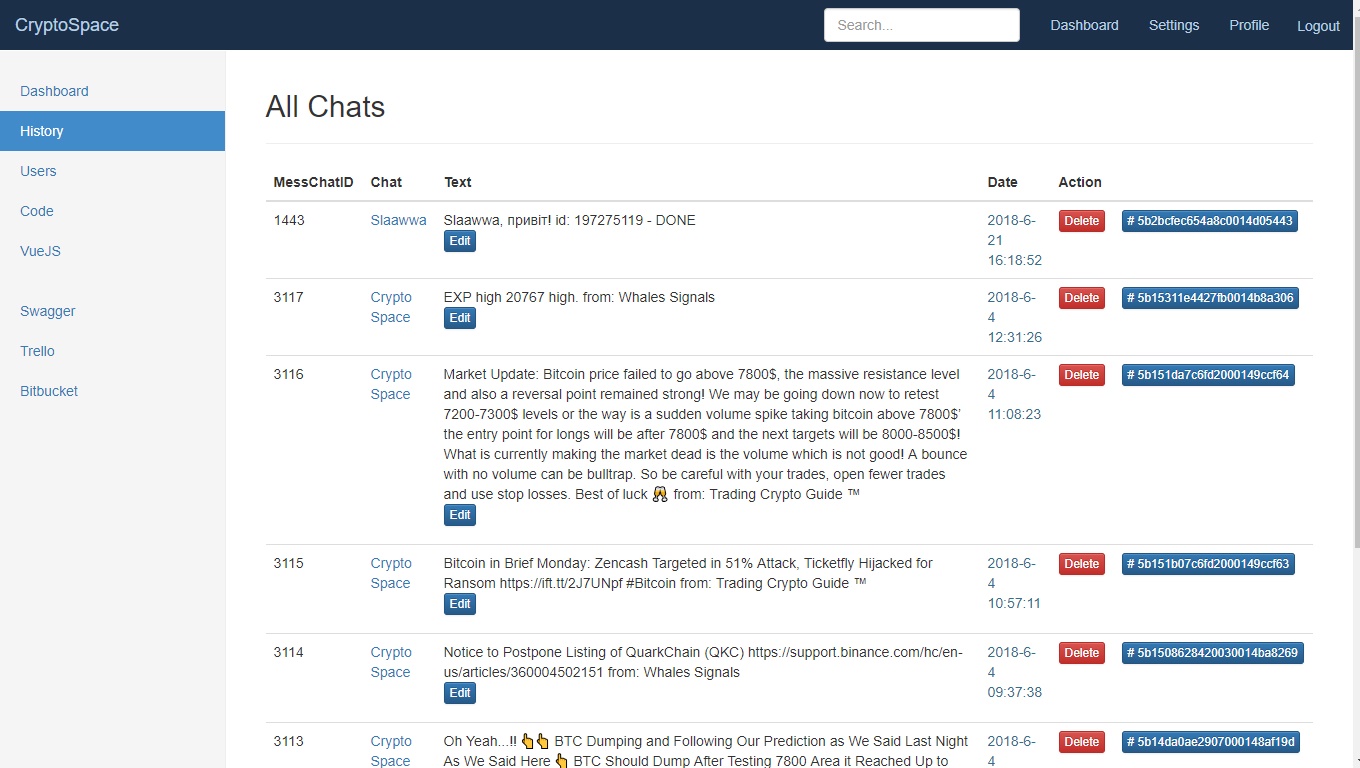 CryptoSpace
Search...
Dashboard
Settings
Profile
Logout
Dashboard
History
Users
Code
VueJS
Swagger
Trello
Bitbucket
All Chats
MessChatID Chat Text Date Action
1443 Slaawwa Slaawwa, привіт! id: 197275119 - DONE 2018-6- Delete # 5b2bcfec654a8c0014d05443
Edit 21
16:18:52
3117 Crypto EXP high 20767 high. from: Whales Signals 2018-6- Delete # 5b15311e4427fb0014b8a306
Space Edit 4
12:31:26
3116 Crypto Market Update: Bitcoin price failed to go above 7800$, the massive resistance level 2018-6- Delete # 5b151da7c6fd2000149ccf64
Space and also a reversal point remained strong! We may be going down now to retest 4
7200-7300$ levels or the way is a sudden volume spike taking bitcoin above 7800$’ 11:08:23
the entry point for longs will be after 7800$ and the next targets will be 8000-8500$!
What is currently making the market dead is the volume which is not good! A bounce
with no volume can be bulltrap. So be careful with your trades, open fewer trades
and use stop losses. Best of luck 🥂 from: Trading Crypto Guide ™
Edit
3115 Crypto Bitcoin in Brief Monday: Zencash Targeted in 51% Attack, Ticketfly Hijacked for 2018-6- Delete # 5b151b07c6fd2000149ccf63
Space Ransom https://ift.tt/2J7UNpf #Bitcoin from: Trading Crypto Guide ™ 4
Edit 10:57:11
3114 Crypto Notice to Postpone Listing of QuarkChain (QKC) https://support.binance.com/hc/en- 2018-6- Delete # 5b1508628420030014ba8269
Space us/articles/360004502151 from: Whales Signals 4
Edit 09:37:38
3113 Crypto Oh Yeah...!! 👆👆 BTC Dumping and Following Our Prediction as We Said Last Night 2018-6- Delete # 5b14da0ae2907000148af19d
Space As We Said Here 👆 BTC Should Dump After Testing 7800 Area it Reached Up to 4